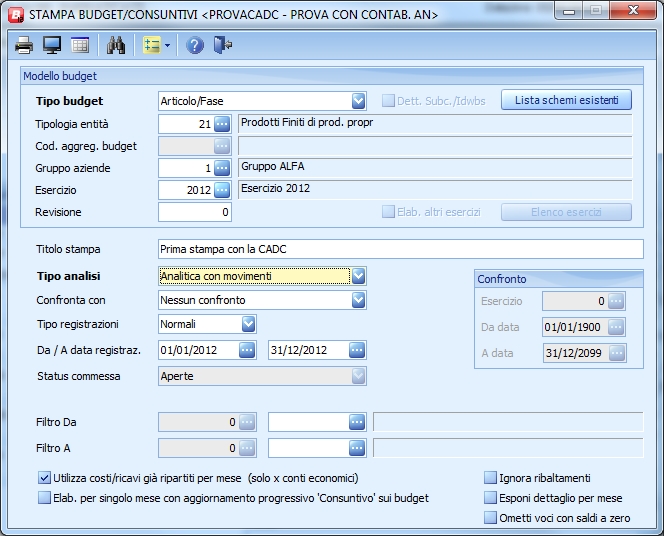 STAMPA BUDGET/CONSUNTIVI <PROVACADC - PROVA CON CONTAB. AN>
Modello budget
Tipo budget Articolo/Fase Dett. Subc./Idwbs Lista schemi esistenti
Tipologia entità 21 Prodotti Finiti di prod. propr
Cod. aggreg. budget
Gruppo aziende 1 Gruppo ALFA
Esercizio 2012 Esercizio 2012
Revisione 0 Elab. altri esercizi Elenco esercizi
Titolo stampa Prima stampa con la CADC
Tipo analisi Analitica con movimenti
Confronta con Nessun confronto
Tipo registrazioni Normali
Da / A data registraz. 01/01/2012 31/12/2012
Status commessa Aperte
Confronto
Esercizio 0
Da data 01/01/1900
A data 31/12/2099
Filtro Da 0
Filtro A 0
Utilizza costi/ricavi già ripartiti per mese (solo x conti economici) Ignora ribaltamenti
Elab. per singolo mese con aggiornamento progressivo 'Consuntivo' sui budget Esponi dettaglio per mese
Ometti voci con saldi a zero